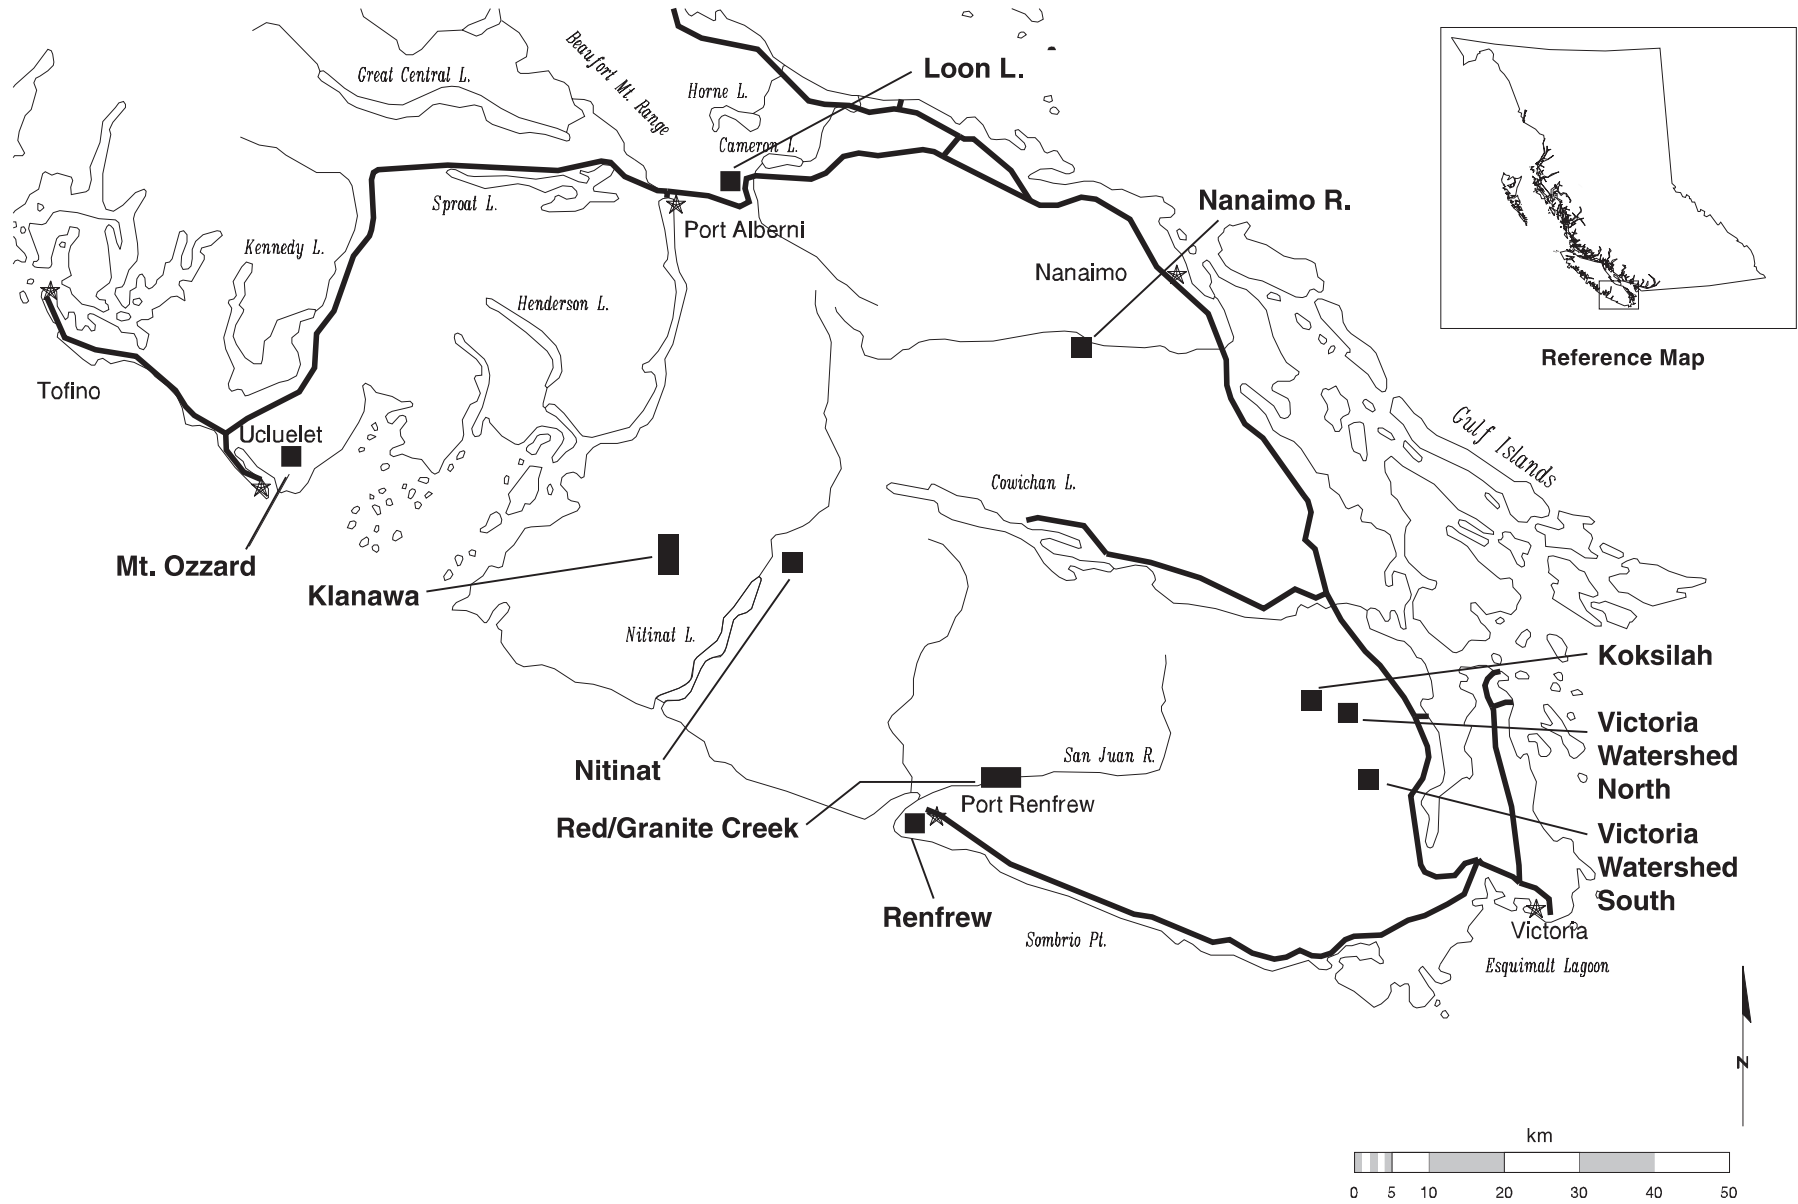 Great Central L.
Beaufort Mt. Range
Horne L.
Loon L.
Cameron L.
Sproat L.
Port Alberni
Nanaimo R.
Kennedy L.
Nanaimo
Henderson L.
Reference Map
Tofino
Ucluelet
Gulf Islands
Cowichan L.
Mt. Ozzard
Klanawa
Nitinat L.
Koksilah
Victoria
Watershed
North
San Juan R.
Nitinat
Port Renfrew
Red/Granite Creek
Victoria
Watershed
South
Renfrew
Victoria
Sombrio Pt.
Esquimalt Lagoon
N
km
0 5 10 20 30 40 50